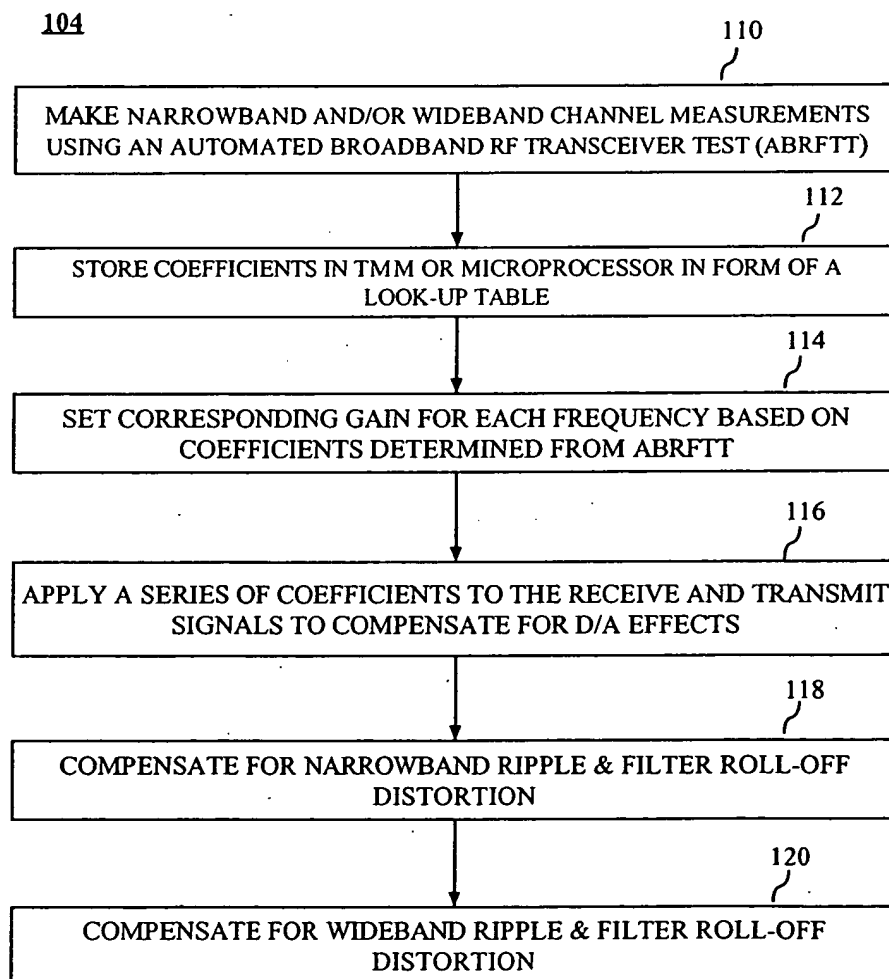 104
110
MAKE NARROWBAND AND/OR WIDEBAND CHANNEL MEASUREMENTS
USING AN AUTOMATED BROADBAND RF TRANSCEIVER TEST (ABRFTT)
112
STORE COEFFICIENTS IN TMM OR MICROPROCESSOR IN FORM OF A
LOOK-UP TABLE
114
SET CORRESPONDING GAIN FOR EACH FREQUENCY BASED ON
COEFFICIENTS DETERMINED FROM ABRFTT
116
APPLY A SERIES OF COEFFICIENTS TO THE RECEIVE AND TRANSMIT
SIGNALS TO COMPENSATE FOR D/A EFFECTS
118
COMPENSATE FOR NARROWBAND RIPPLE & FILTER ROLL-OFF
DISTORTION
120
COMPENSATE FOR WIDEBAND RIPPLE & FILTER ROLL-OFF
DISTORTION